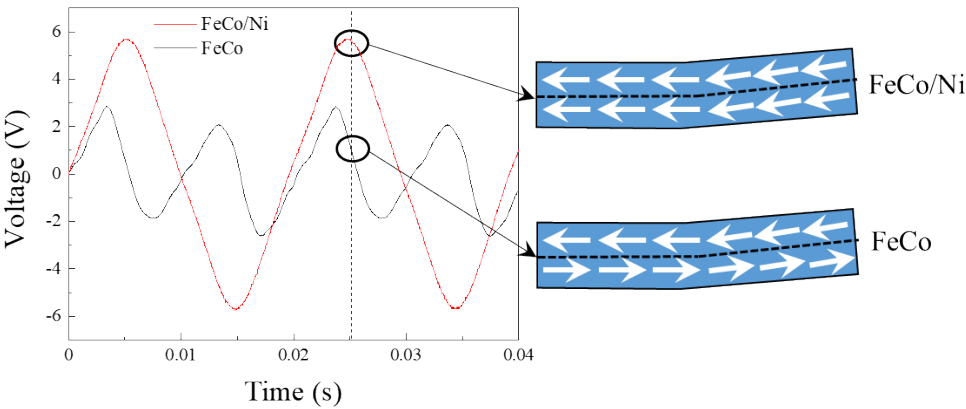 FeCo/Ni
FeCo
Voltage (V)
6
4
2
0
-2
-4
-6
0
0.01
0.02
0.03
0.04
Time (s)
FeCo/Ni
FeCo